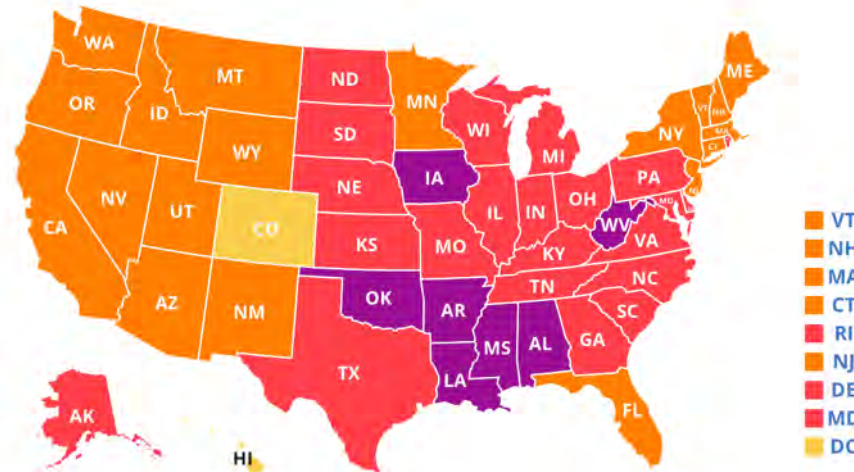 WA
MT
ND
MN
ME
VT
NH
OR
ID
SD
WI
NY
MA
CT
WY
MI
IA
PA
NJ
NV
NE
IL
IN
OH
MD
UT
CO
WV
CA
KS
MO
KY
VA
AZ
NM
OK
TN
NC
AR
SC
MS
AL
GA
TX
LA
FL
AK
HI
VT
NH
MA
CT
RI
NJ
DE
MD
DC